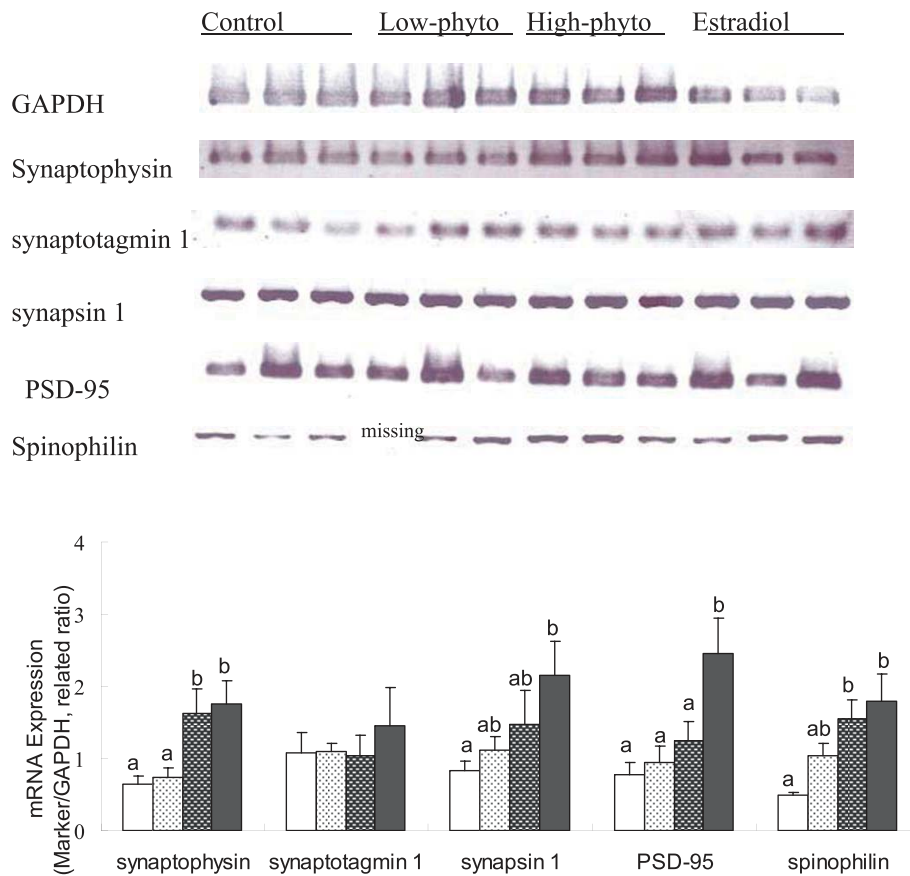 Control Low-phyto High-phyto Estradiol
GAPDH
Synaptophysin
synaptotagmin 1
synapsin 1
PSD-95
missing
Spinophilin
mRNA Expression
(Marker/GAPDH, related ratio)
4
3
2
1
0
a a b b
a ab ab b
a a a b
a ab b b
synaptophysin synaptotagmin 1 synapsin 1 PSD-95 spinophilin